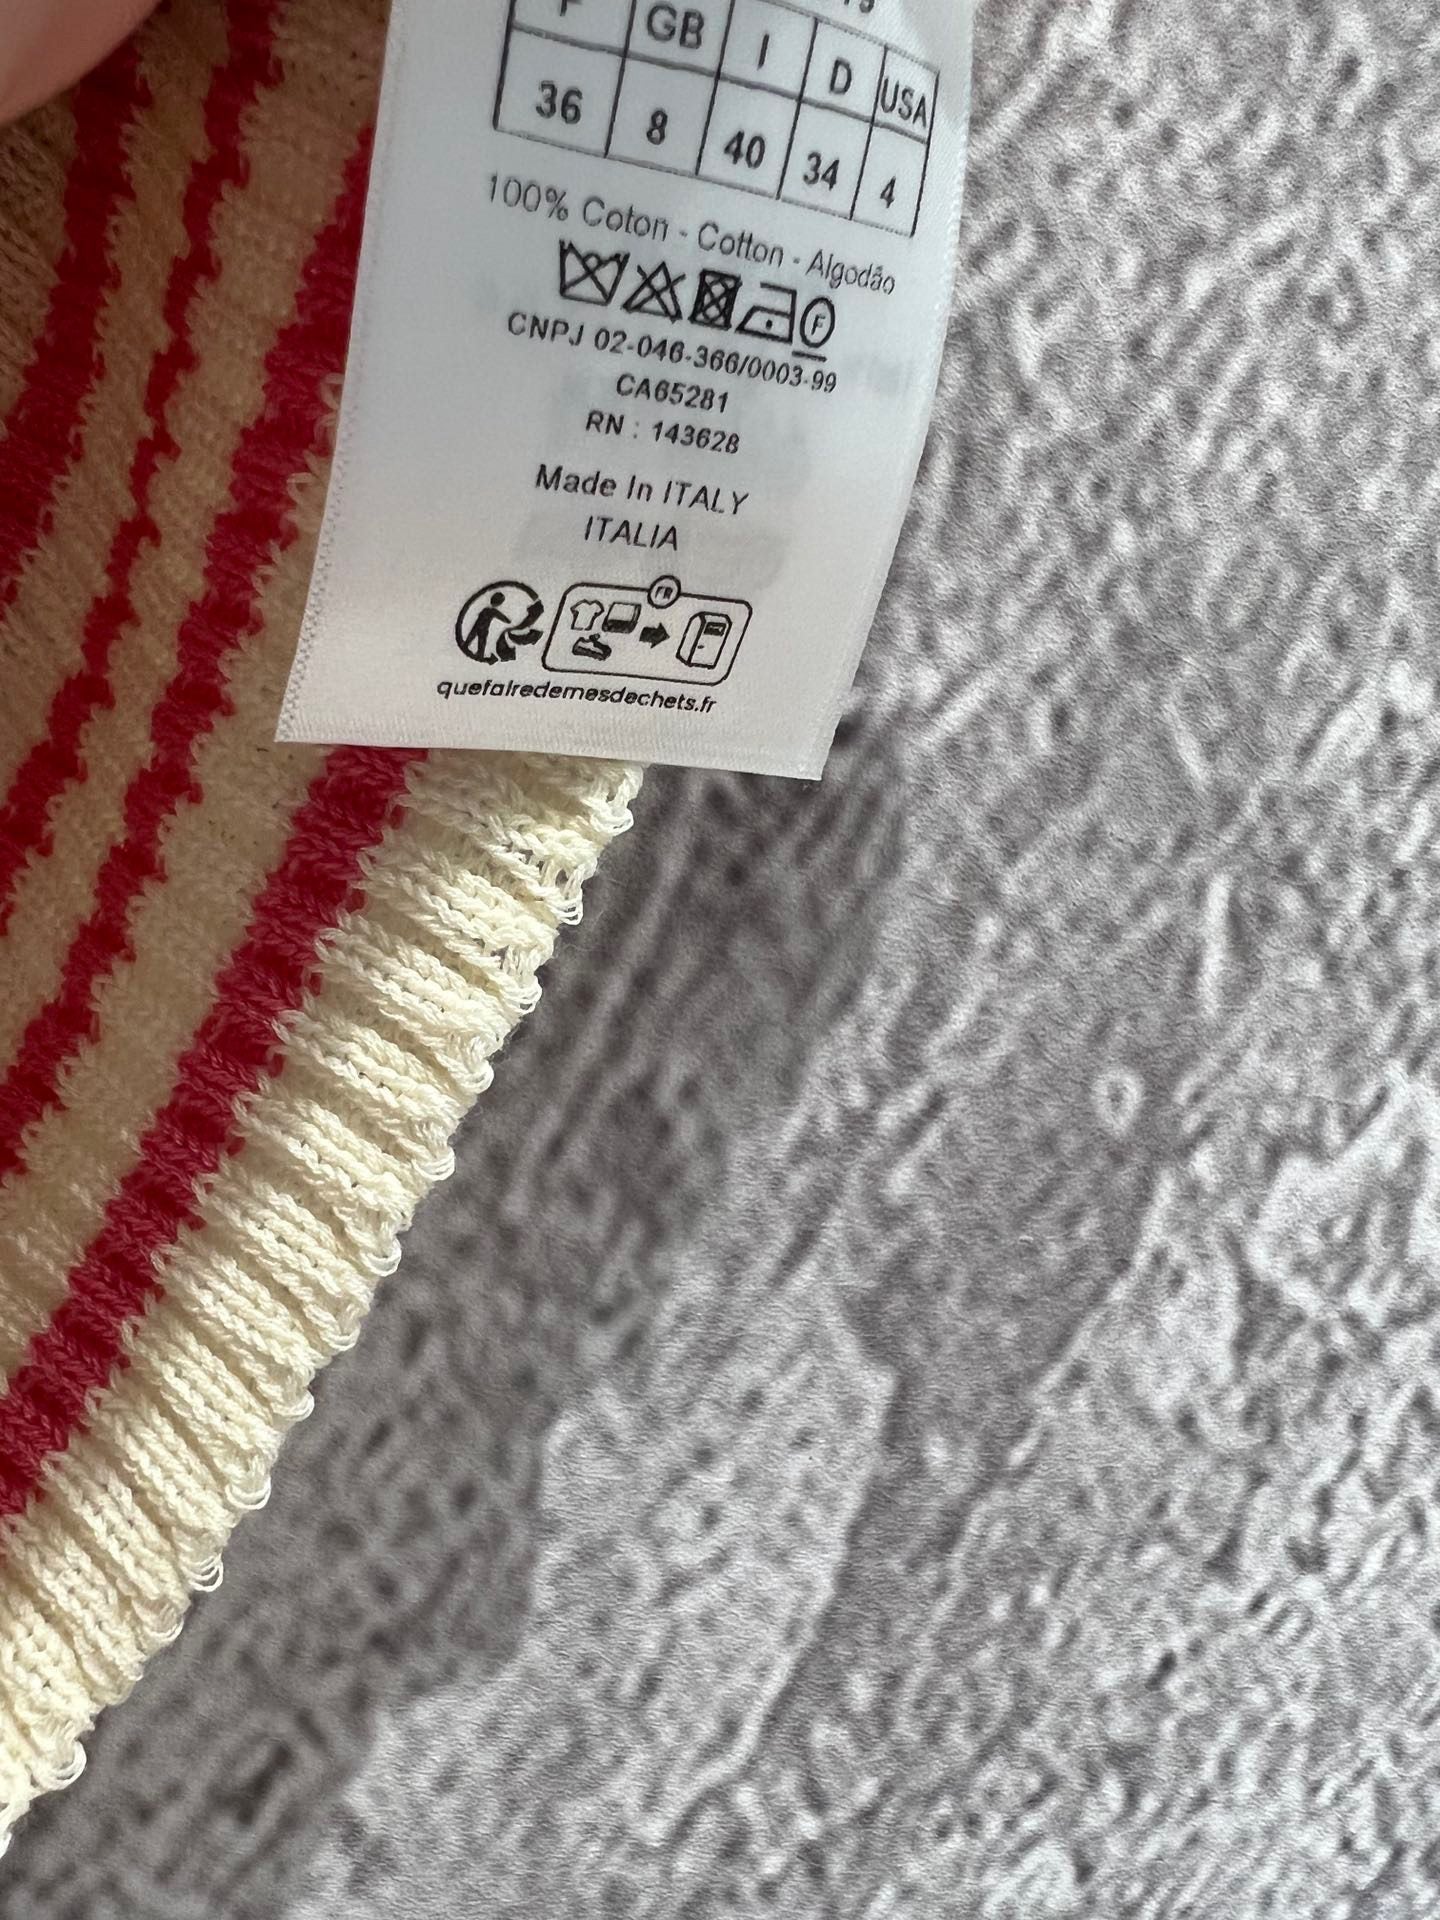 F GB I D USA
36 8 40 34 4
100% Coton - Cotton - Algodão
F
CNPJ 02-046-366/0003-99
CA65281
RN : 143628
Made In ITALY
ITALIA
FR
quefairedemesdechets.fr